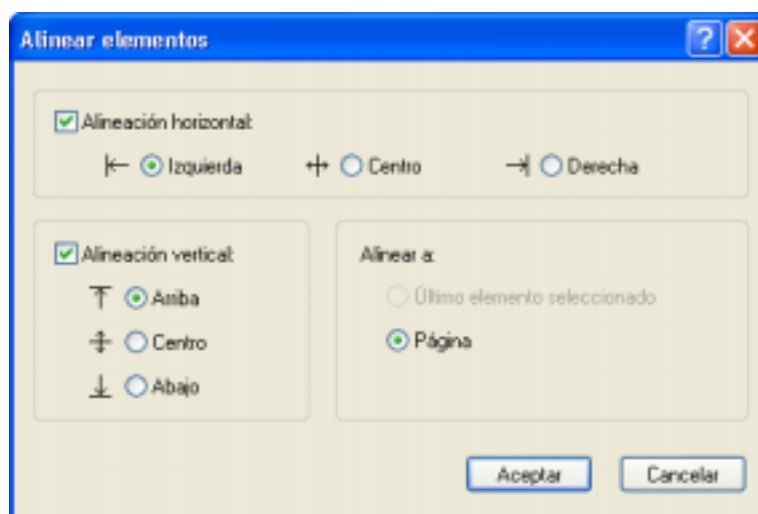 Alinear elementos
Alineación horizontal:
Izquierda
Centro
Derecha
Alineación vertical:
Arriba
Centro
Abajo
Alinear a:
Último elemento seleccionado
Página
Aceptar
Cancelar